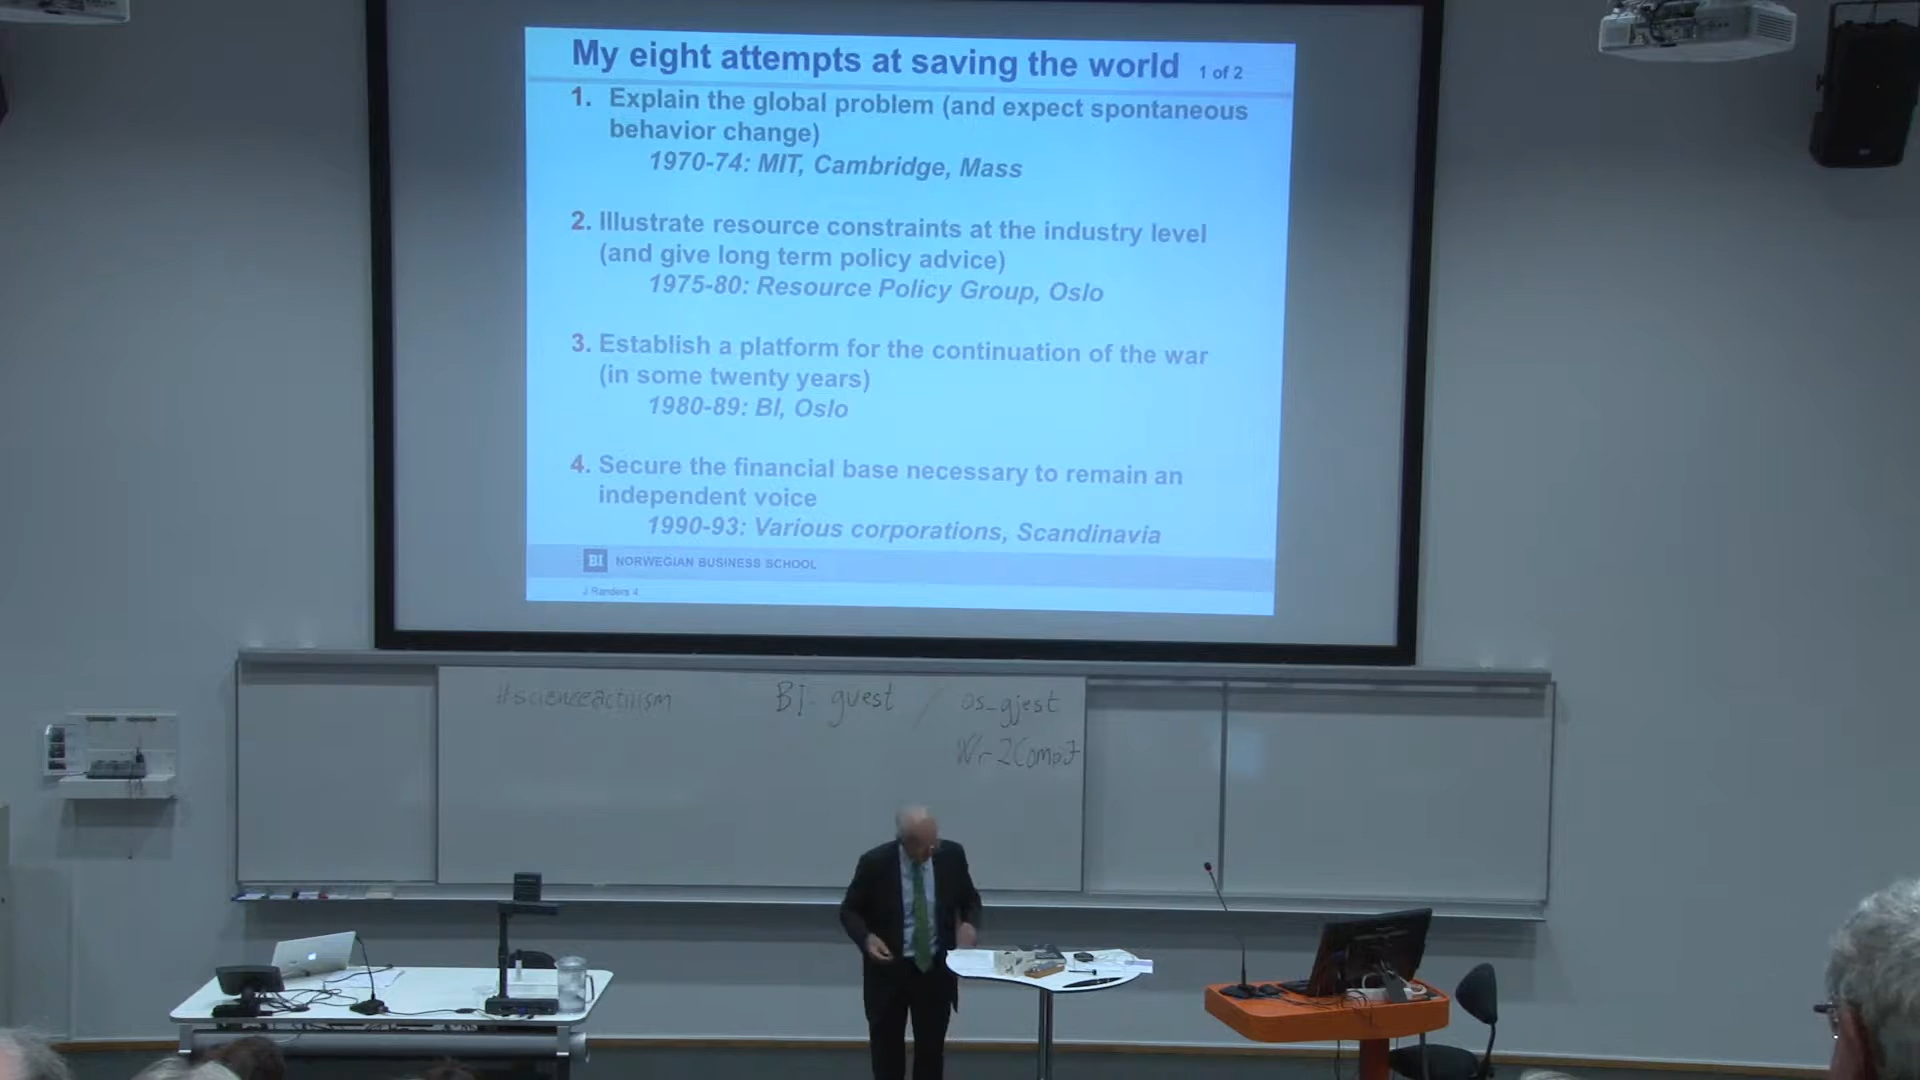 My eight attempts at saving the world 1 of 2
1. Explain the global problem (and expect spontaneous
behavior change)
1970-74: MIT, Cambridge, Mass
2. Illustrate resource constraints at the industry level
(and give long term policy advice)
1975-80: Resource Policy Group, Oslo
3. Establish a platform for the continuation of the war
(in some twenty years)
1980-89: BI, Oslo
4. Secure the financial base necessary to remain an
independent voice
1990-93: Various corporations, Scandinavia
BI NORWEGIAN BUSINESS SCHOOL
J Randers 4
#scienceactivism BI-guest / os_gjest